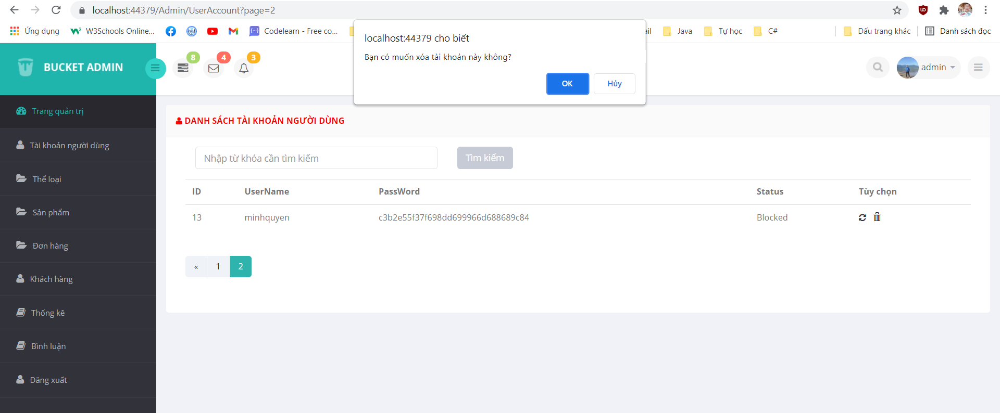 localhost:44379/Admin/UserAccount?page=2
Ứng dụng W3Schools Online... Codelearn - Free co... ail Java Tự học C# Dấu trang khác Danh sách đọc
localhost:44379 cho biết
Bạn có muốn xóa tài khoản này không?
OK Hủy
BUCKET ADMIN
8 4 3
admin
Trang quản trị
Tài khoản người dùng
Thể loại
Sản phẩm
Đơn hàng
Khách hàng
Thống kê
Bình luận
Đăng xuất
DANH SÁCH TÀI KHOẢN NGƯỜI DÙNG
Nhập từ khóa cần tìm kiếm Tìm kiếm
ID UserName PassWord Status Tùy chọn
13 minhquyen c3b2e55f37f698dd699966d688689c84 Blocked
« 1 2